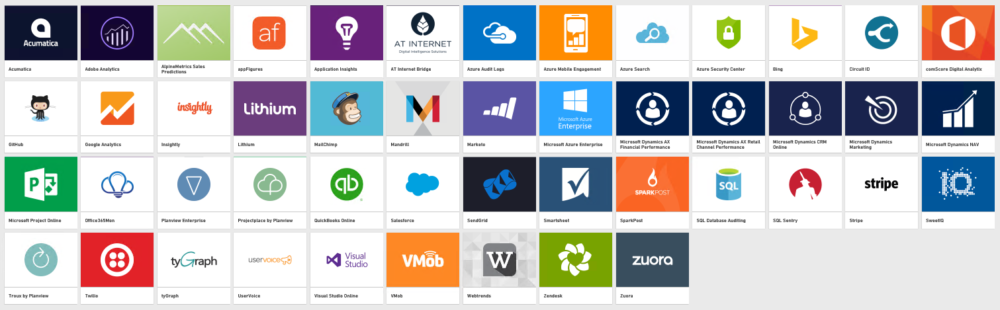 Acumatica
af
AT INTERNET
Digital Intelligence Solutions
Acumatica
Adobe Analytics
AlpineMetrics Sales
Predictions
appFigures
Application Insights
AT Internet Bridge
Azure Audit Logs
Azure Mobile Engagement
Azure Search
Azure Security Center
Bing
Circuit ID
comScore Digital Analytix
insightly
Lithium
M
Microsoft Azure
Enterprise
GitHub
Google Analytics
Insightly
Lithium
MailChimp
Mandrill
Marketo
Microsoft Azure Enterprise
Microsoft Dynamics AX
Financial Performance
Microsoft Dynamics AX Retail
Channel Performance
Microsoft Dynamics CRM
Online
Microsoft Dynamics
Marketing
Microsoft Dynamics NAV
P
qb
SPARKPOST
SQL
stripe
IQ
Microsoft Project Online
Office365Mon
Planview Enterprise
Projectplace by Planview
QuickBooks Online
Salesforce
SendGrid
Smartsheet
SparkPost
SQL Database Auditing
SQL Sentry
Stripe
SweetIQ
tyGraph
uservoice
Visual
Studio
VMob
W
zuora
Troux by Planview
Twilio
tyGraph
UserVoice
Visual Studio Online
VMob
Webtrends
Zendesk
Zuora